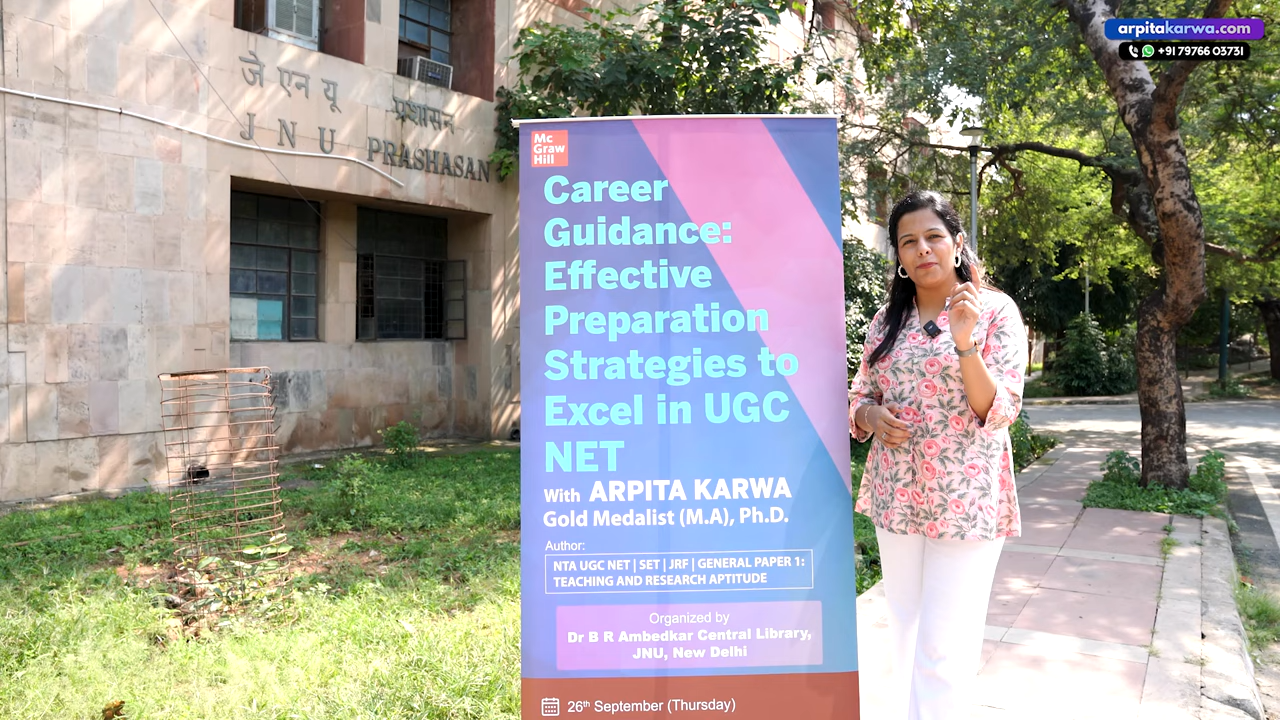 arpitakarwa.com
+91 79766 03731
जे एन यू प्रशासन
J N U PRASHASAN
Mc
Graw
Hill
Career
Guidance:
Effective
Preparation
Strategies to
Excel in UGC
NET
With ARPITA KARWA
Gold Medalist (M.A), Ph.D.
Author:
NTA UGC NET | SET | JRF | GENERAL PAPER 1:
TEACHING AND RESEARCH APTITUDE
Organized by
Dr B R Ambedkar Central Library,
JNU, New Delhi
26th September (Thursday)